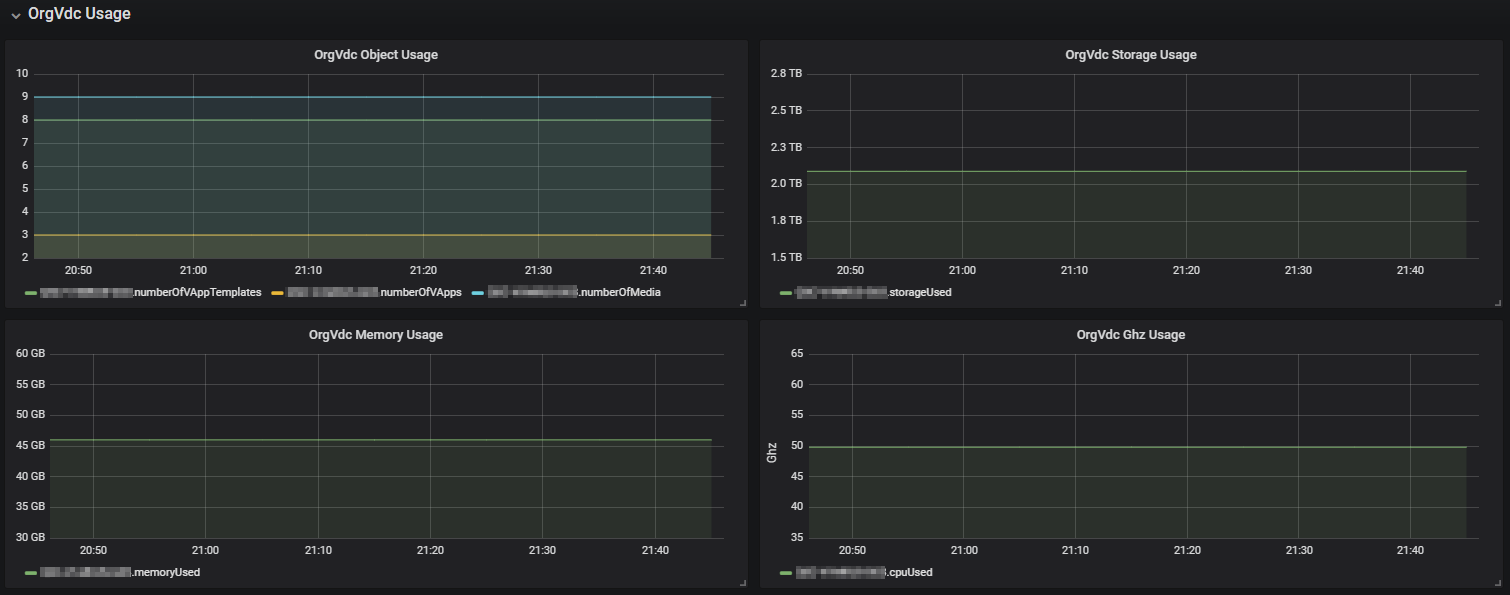 OrgVdc Usage
OrgVdc Object Usage
10
9
8
7
6
5
4
3
2
20:50 21:00 21:10 21:20 21:30 21:40
.numberOfVAppTemplates .numberOfVApps .numberOfMedia
OrgVdc Storage Usage
2.8 TB
2.5 TB
2.3 TB
2.0 TB
1.8 TB
1.5 TB
20:50 21:00 21:10 21:20 21:30 21:40
.storageUsed
OrgVdc Memory Usage
60 GB
55 GB
50 GB
45 GB
40 GB
35 GB
30 GB
20:50 21:00 21:10 21:20 21:30 21:40
.memoryUsed
OrgVdc Ghz Usage
Ghz
65
60
55
50
45
40
35
20:50 21:00 21:10 21:20 21:30 21:40
.cpuUsed